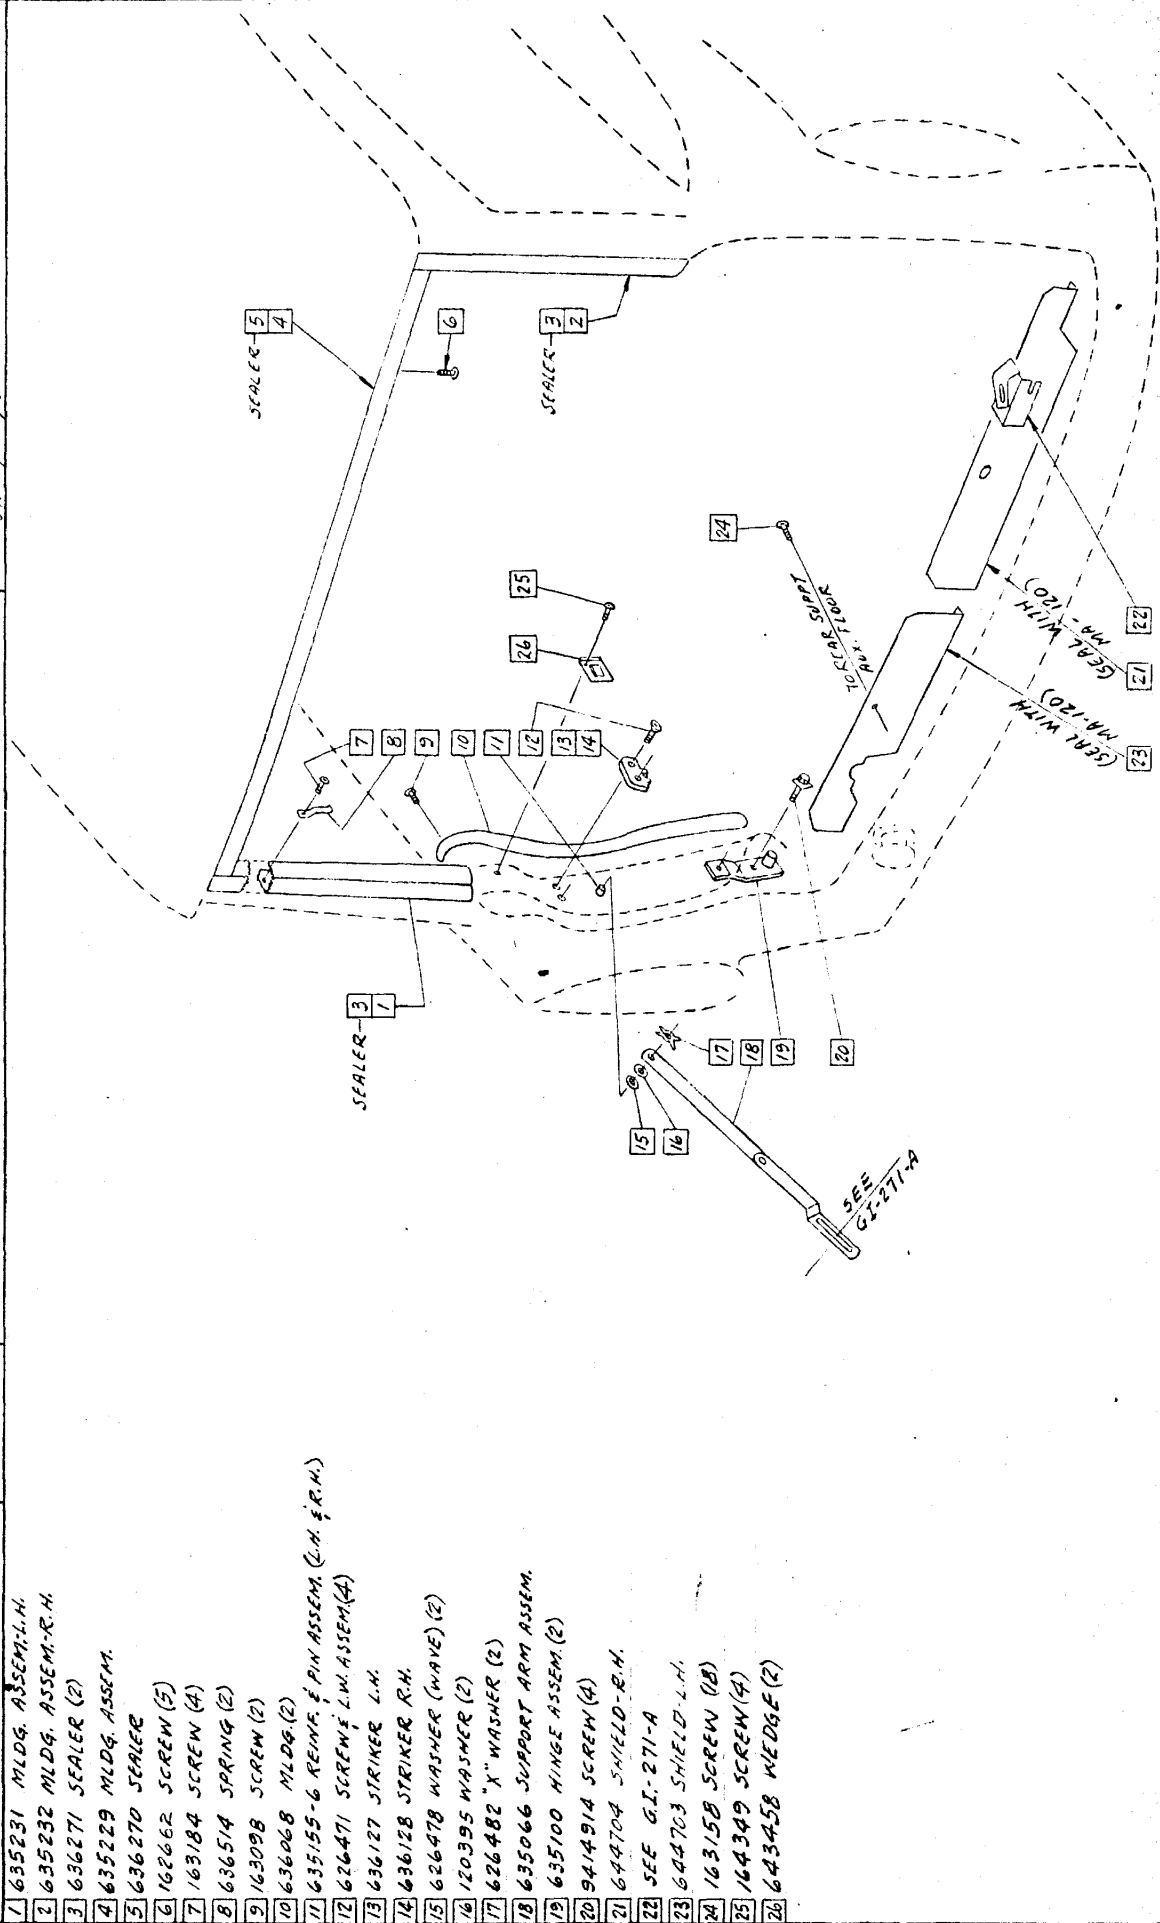 1 635231 MLDG. ASSEM.-L.H.
2 635232 MLDG. ASSEM.-R.H.
3 636271 SEALER (2)
4 635229 MLDG. ASSEM.
5 636270 SEALER
6 162662 SCREW (5)
7 163184 SCREW (4)
8 636514 SPRING (2)
9 163098 SCREW (2)
10 636068 MLDG. (2)
11 635155-6 REINF. & PIN ASSEM. (L.H. & R.H.)
12 626471 SCREW & L.W. ASSEM. (4)
13 636127 STRIKER L.H.
14 636128 STRIKER R.H.
15 626478 WASHER (WAVE) (2)
16 120395 WASHER (2)
17 626482 "X" WASHER (2)
18 635066 SUPPORT ARM ASSEM.
19 635100 HINGE ASSEM. (2)
20 9414914 SCREW (4)
21 644704 SHIELD-R.H.
22 SEE G.I.-271-A
23 644703 SHIELD-L.H.
24 163158 SCREW (18)
25 164349 SCREW (4)
26 643458 WEDGE (2)
SEALER 5
4
6
SEALER 3
2
7
8
9
10
11
12
13
14
26
25
24
TO REAR SUPPT
AUX. FLOOR
SEALER 3
1
15
16
17
18
19
20
SEE
GI-271-A
(SEAL WITH
MA-120)
23
(SEAL WITH
MA-120)
21
22